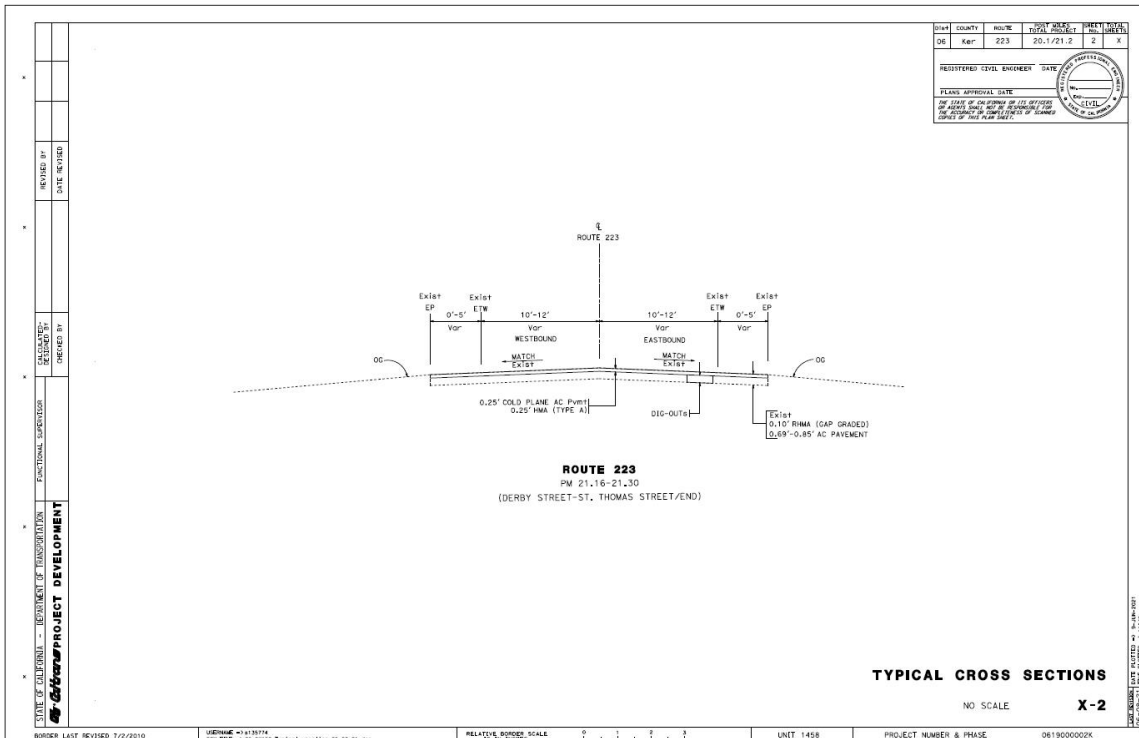 Dist COUNTY ROUTE POST MILES TOTAL PROJECT SHEET No. TOTAL SHEETS
06 Ker 223 20.1/21.2 2 X
REGISTERED CIVIL ENGINEER DATE
PLANS APPROVAL DATE
THE STATE OF CALIFORNIA OR ITS OFFICERS
OR AGENTS SHALL NOT BE RESPONSIBLE FOR
THE ACCURACY OR COMPLETENESS OF SCANNED
COPIES OF THIS PLAN SHEET.
REGISTERED PROFESSIONAL ENGINEER
No.
Exp.
CIVIL
STATE OF CALIFORNIA
REVISED BY
DATE REVISED
CALCULATED-
DESIGNED BY
CHECKED BY
FUNCTIONAL SUPERVISOR
STATE OF CALIFORNIA - DEPARTMENT OF TRANSPORTATION
Caltrans PROJECT DEVELOPMENT
℄
ROUTE 223
Exist EP
Exist ETW
Exist ETW
Exist EP
0'-5' 10'-12' 10'-12' 0'-5'
Var Var Var Var
WESTBOUND EASTBOUND
MATCH Exist
MATCH Exist
OG OG
0.25' COLD PLANE AC Pvmt
0.25' HMA (TYPE A)
DIG-OUTs
Exist
0.10' RHMA (GAP GRADED)
0.69'-0.85' AC PAVEMENT
ROUTE 223
PM 21.16-21.30
(DERBY STREET-ST. THOMAS STREET/END)
TYPICAL CROSS SECTIONS
NO SCALE X-2
BORDER LAST REVISED 7/2/2010
RELATIVE BORDER SCALE
0 1 2 3
UNIT 1458
PROJECT NUMBER & PHASE 0619000002K